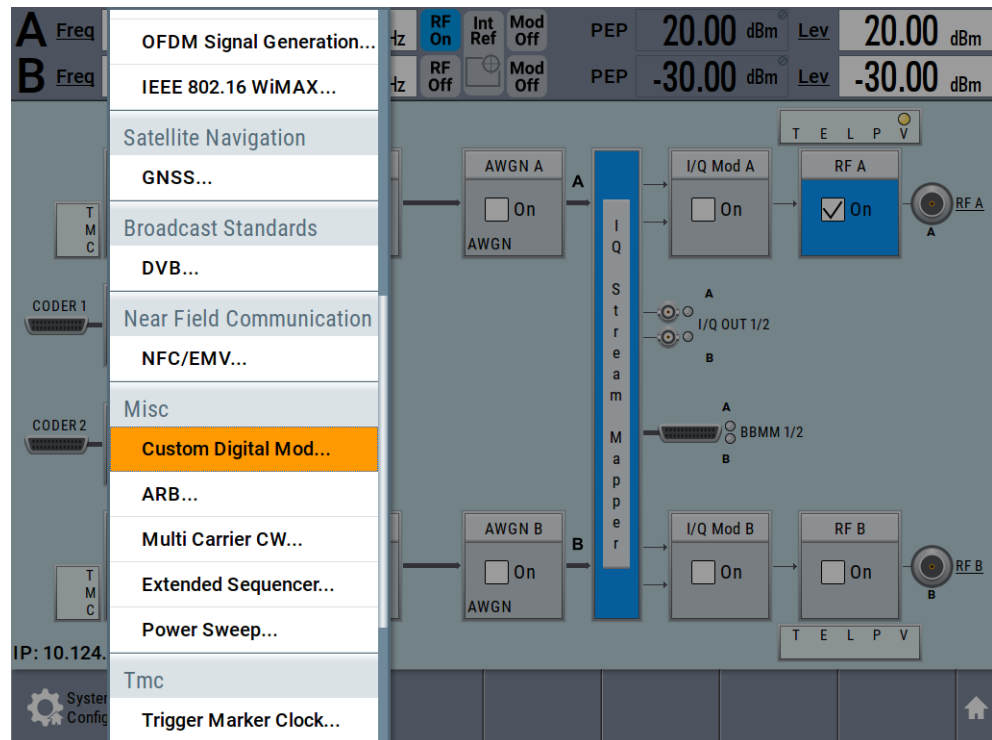 A Freq Hz RF On Int Ref Mod Off PEP 20.00 dBm Lev 20.00 dBm
B Freq Hz RF Off Mod Off PEP -30.00 dBm Lev -30.00 dBm
OFDM Signal Generation...
IEEE 802.16 WiMAX...
Satellite Navigation
GNSS...
Broadcast Standards
DVB...
Near Field Communication
NFC/EMV...
Misc
Custom Digital Mod...
ARB...
Multi Carrier CW...
Extended Sequencer...
Power Sweep...
Tmc
Trigger Marker Clock...
T M C
CODER 1
CODER 2
T M C
IP: 10.124.
System Config
AWGN A
On
AWGN
A
AWGN B
On
AWGN
B
IQ Stream Mapper
T E L P V
I/Q Mod A
On
RF A
On
RF A
A
A
I/Q OUT 1/2
B
A
BBMM 1/2
B
I/Q Mod B
On
RF B
On
RF B
B
T E L P V